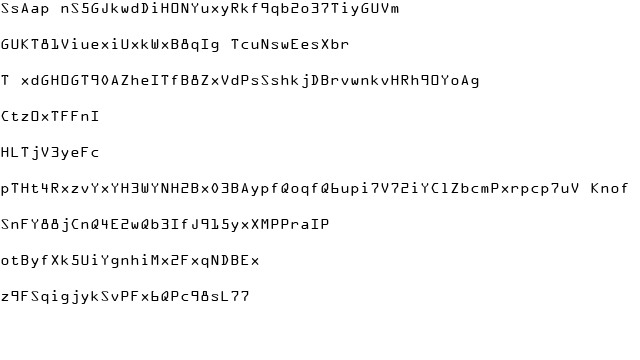 SsAap nS5GJkwdDiHONYuxyRkf9qb2o37TiyGUVm
GUKT81ViuexiUxkWxB8qIg TcuNswEesXbr
T xdGHOGT90AZheITfB8ZxVdPsSshkjDBrvwnkvHRh9OYoAg
CtzOxTFFnI
HLTjV3yeFc
pTHt4RxzvYxYH3WYNH2Bx03BAypfQoqfQ6upi7V72iYClZbcmPxrpcp7uV Knof
SnFY88jCnQ4E2wQb3IfJ915yxXMPPraIP
otByfXk5UiYgnhiMx2FxqNDBEx
z9FSqigjykSvPFx6QPc98sL77